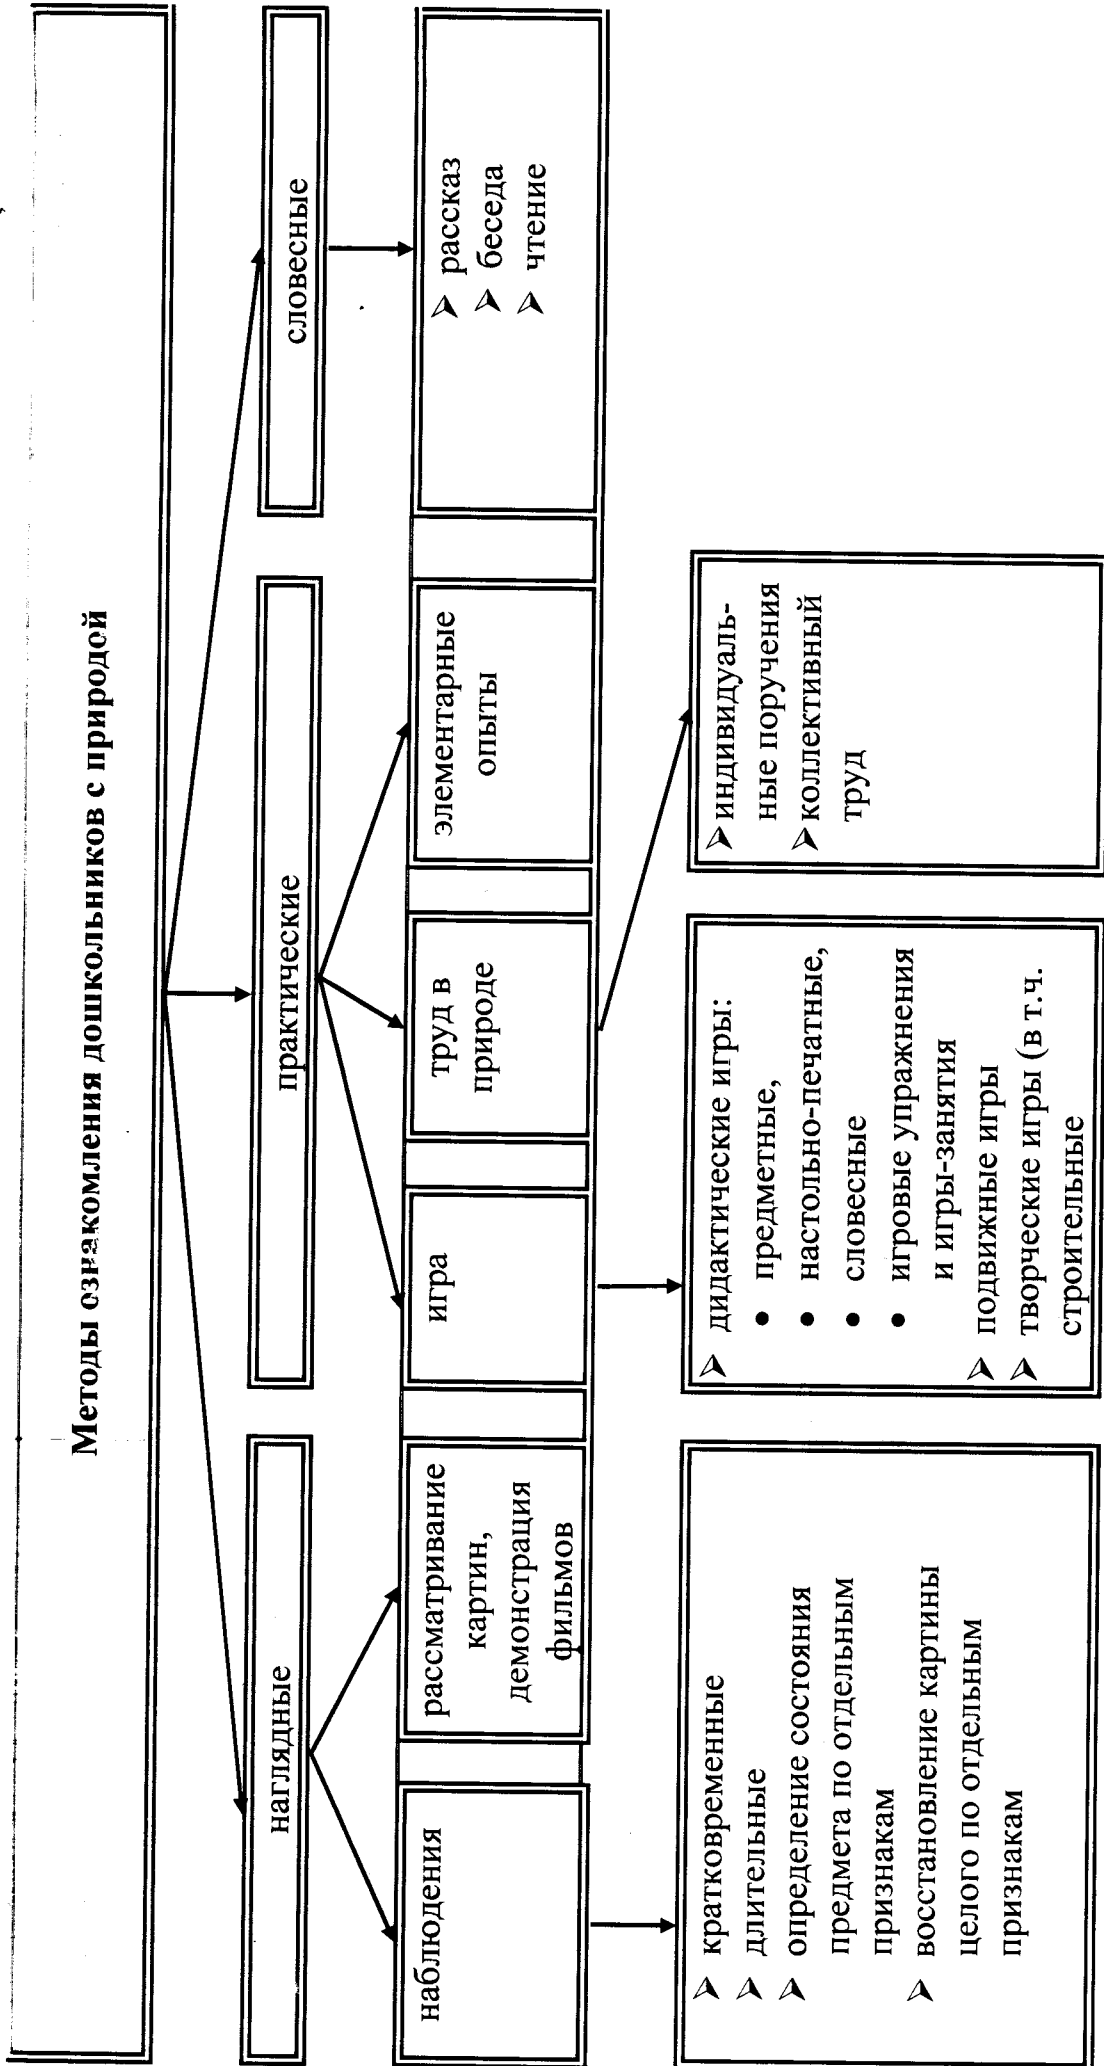 Методы ознакомления дошкольников с природой
наглядные
практические
словесные
наблюдения
рассматривание
картин,
демонстрация
фильмов
игра
труд в
природе
элементарные
опыты
➢ рассказ
➢ беседа
➢ чтение
➢ кратковременные
➢ длительные
➢ определение состояния
предмета по отдельным
признакам
➢ восстановление картины
целого по отдельным
признакам
➢ дидактические игры:
• предметные,
• настольно-печатные,
• словесные
• игровые упражнения
и игры-занятия
➢ подвижные игры
➢ творческие игры (в т.ч.
строительные
➢ индивидуаль-
ные поручения
➢ коллективный
труд